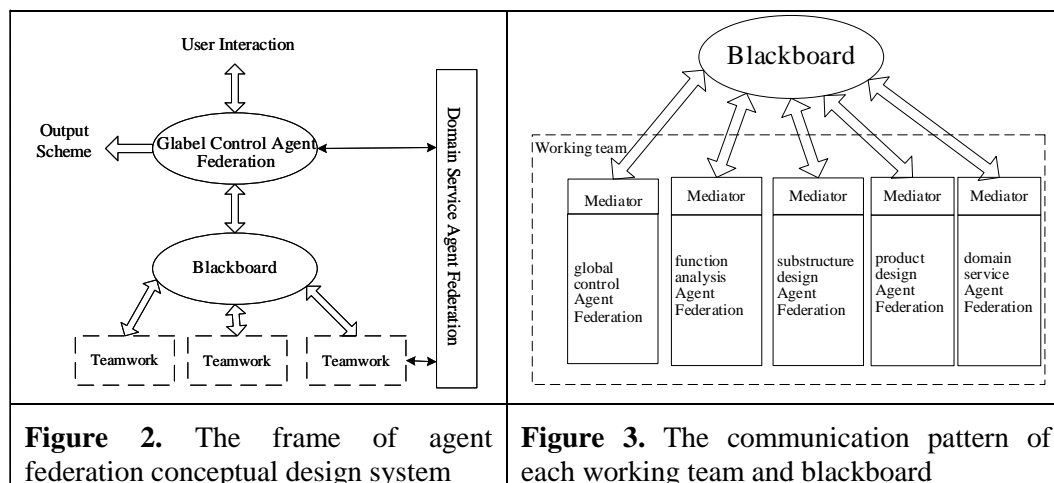 User Interaction
Output
Scheme
Glabel Control Agent
Federation
Domain Service Agent Federation
Blackboard
Teamwork
Teamwork
Teamwork
Figure 2. The frame of agent
federation conceptual design system
Blackboard
Working team
Mediator
Mediator
Mediator
Mediator
Mediator
global
control
Agent
Federation
function
analysis
Agent
Federation
substructure
design
Agent
Federation
product
design
Agent
Federation
domain
service
Agent
Federation
Figure 3. The communication pattern of
each working team and blackboard